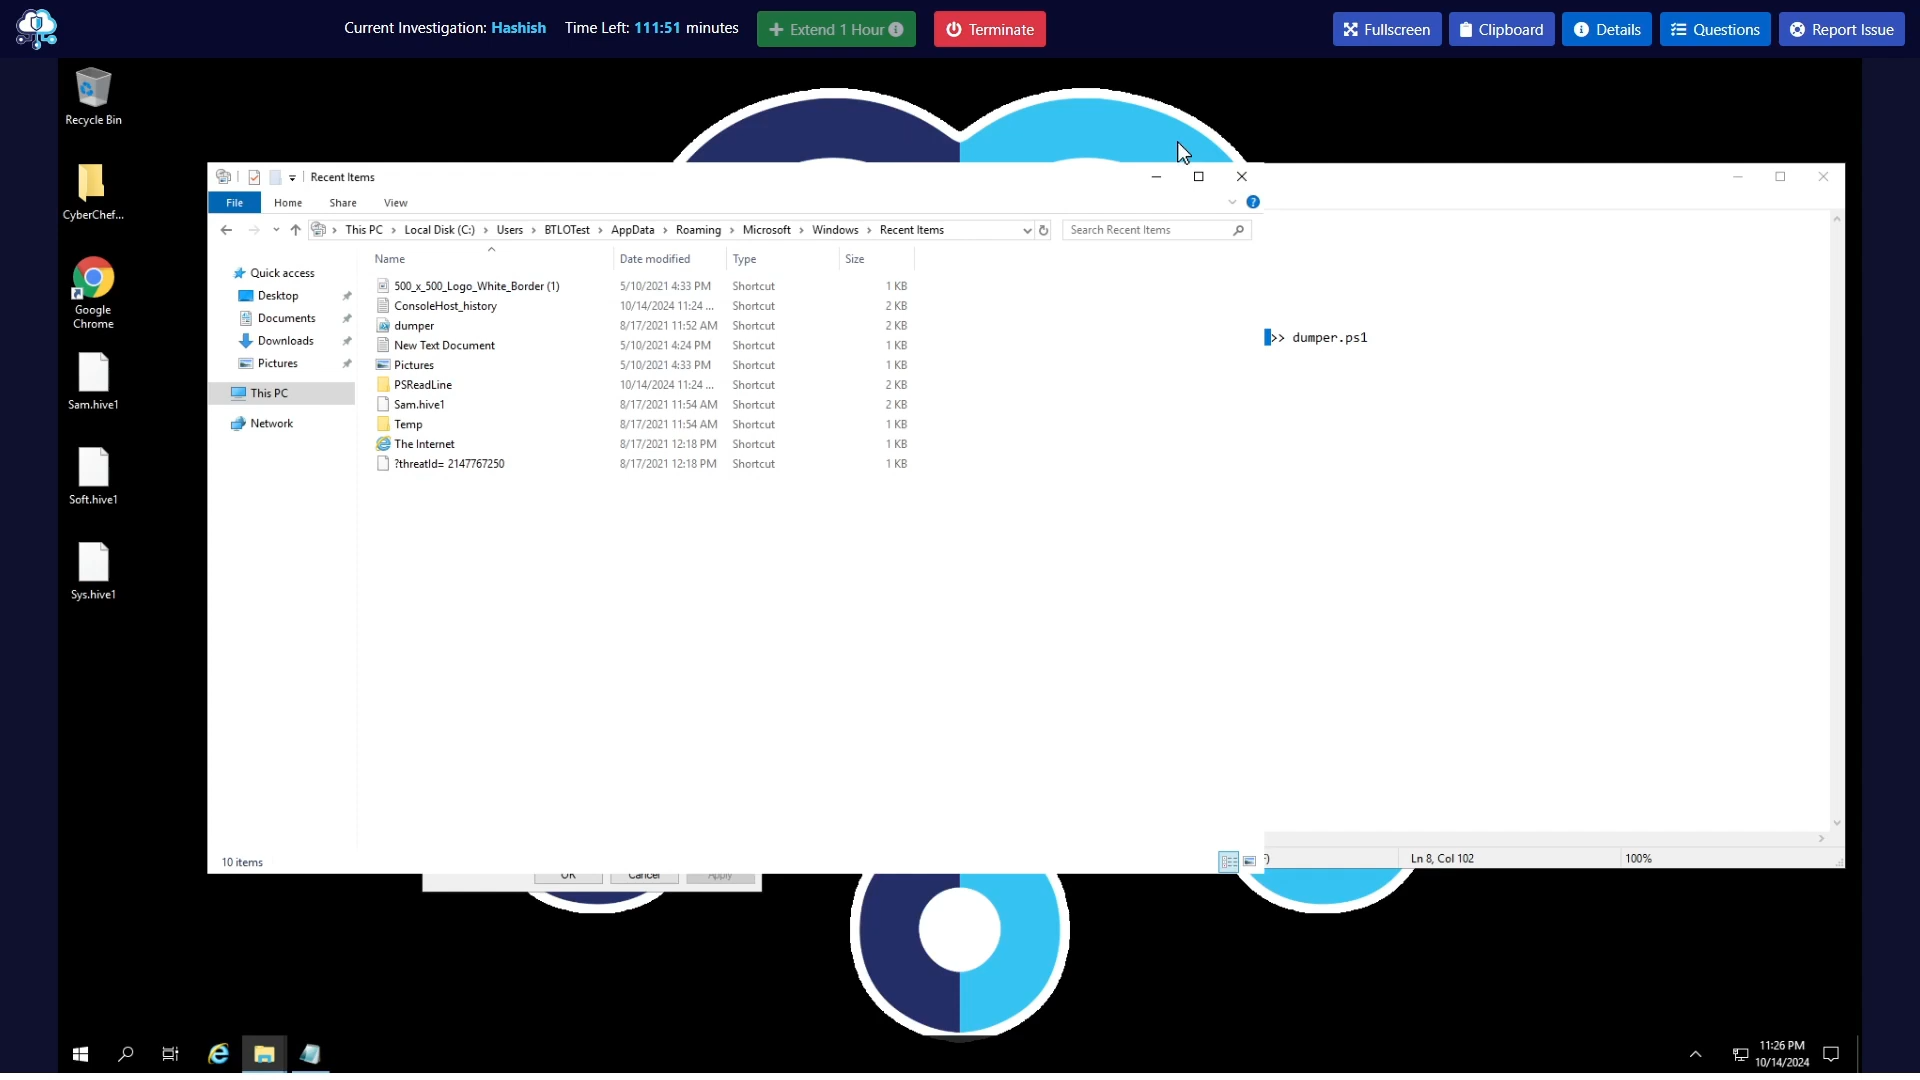 Current Investigation: Hashish Time Left: 111:51 minutes Extend 1 Hour Terminate Fullscreen Clipboard Details Questions Report Issue
Recycle Bin
CyberChef...
Google
Chrome
Sam.hive1
Soft.hive1
Sys.hive1
Recent Items
File Home Share View
This PC › Local Disk (C:) › Users › BTLOTest › AppData › Roaming › Microsoft › Windows › Recent Items
Search Recent Items
Quick access
Desktop
Documents
Downloads
Pictures
This PC
Network
Name Date modified Type Size
500_x_500_Logo_White_Border (1) 5/10/2021 4:33 PM Shortcut 1 KB
ConsoleHost_history 10/14/2024 11:24 ... Shortcut 2 KB
dumper 8/17/2021 11:52 AM Shortcut 2 KB
New Text Document 5/10/2021 4:24 PM Shortcut 1 KB
Pictures 5/10/2021 4:33 PM Shortcut 1 KB
PSReadLine 10/14/2024 11:24 ... Shortcut 2 KB
Sam.hive1 8/17/2021 11:54 AM Shortcut 2 KB
Temp 8/17/2021 11:54 AM Shortcut 1 KB
The Internet 8/17/2021 12:18 PM Shortcut 1 KB
?threatId= 2147767250 8/17/2021 12:18 PM Shortcut 1 KB
10 items
>> dumper.ps1
F) Ln 8, Col 102 100%
OK Cancel Apply
11:26 PM
10/14/2024